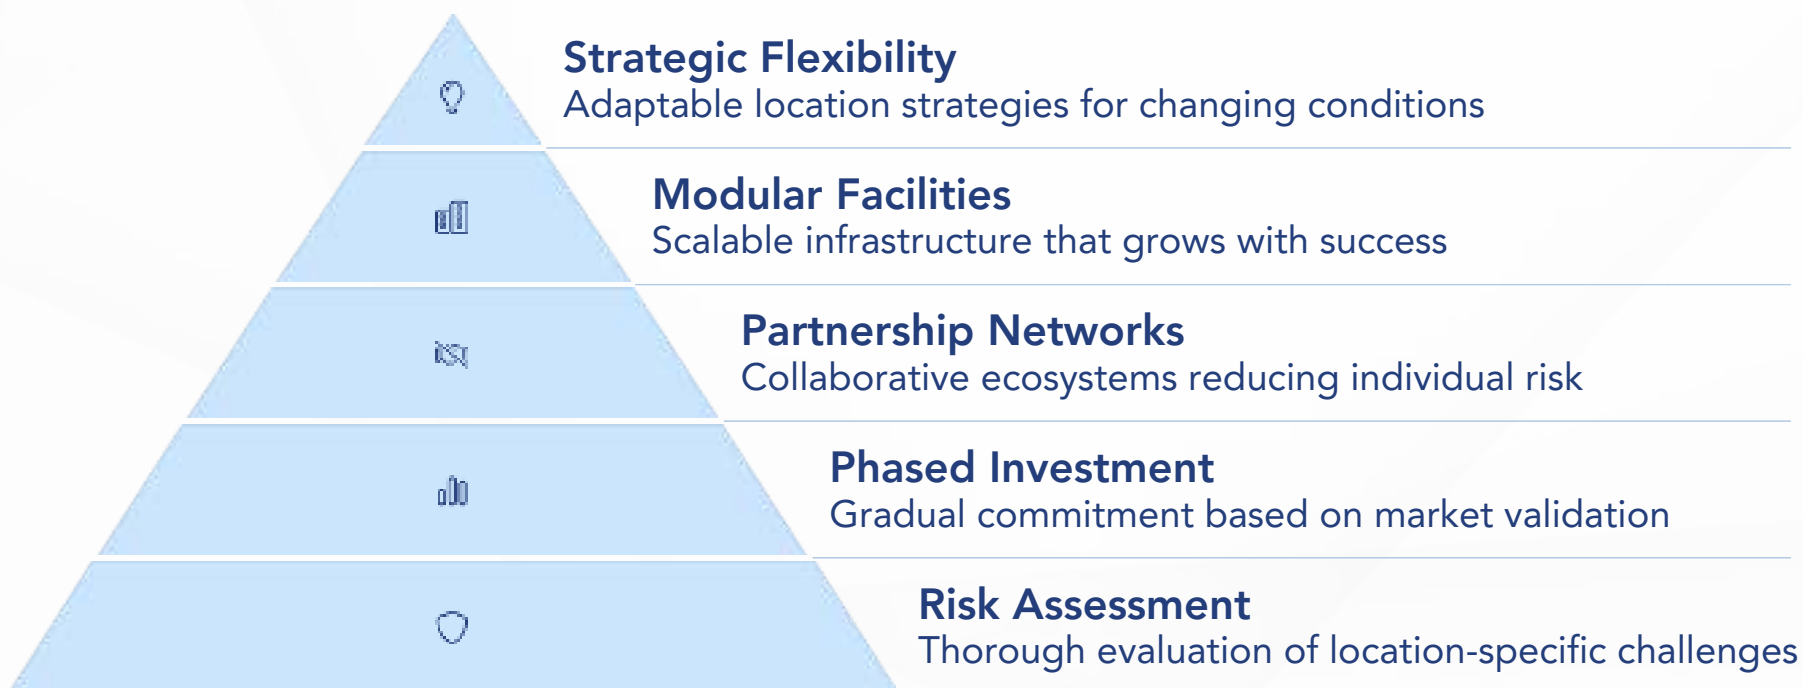 Strategic Flexibility
Adaptable location strategies for changing conditions
Modular Facilities
Scalable infrastructure that grows with success
Partnership Networks
Collaborative ecosystems reducing individual risk
Phased Investment
Gradual commitment based on market validation
Risk Assessment
Thorough evaluation of location-specific challenges